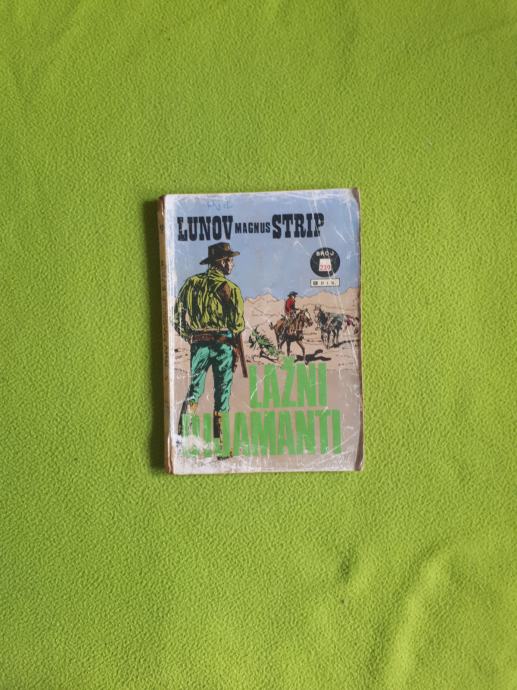 LUNOV MAGNUS STRIP
BROJ
LAŽNI
DIJAMANTI